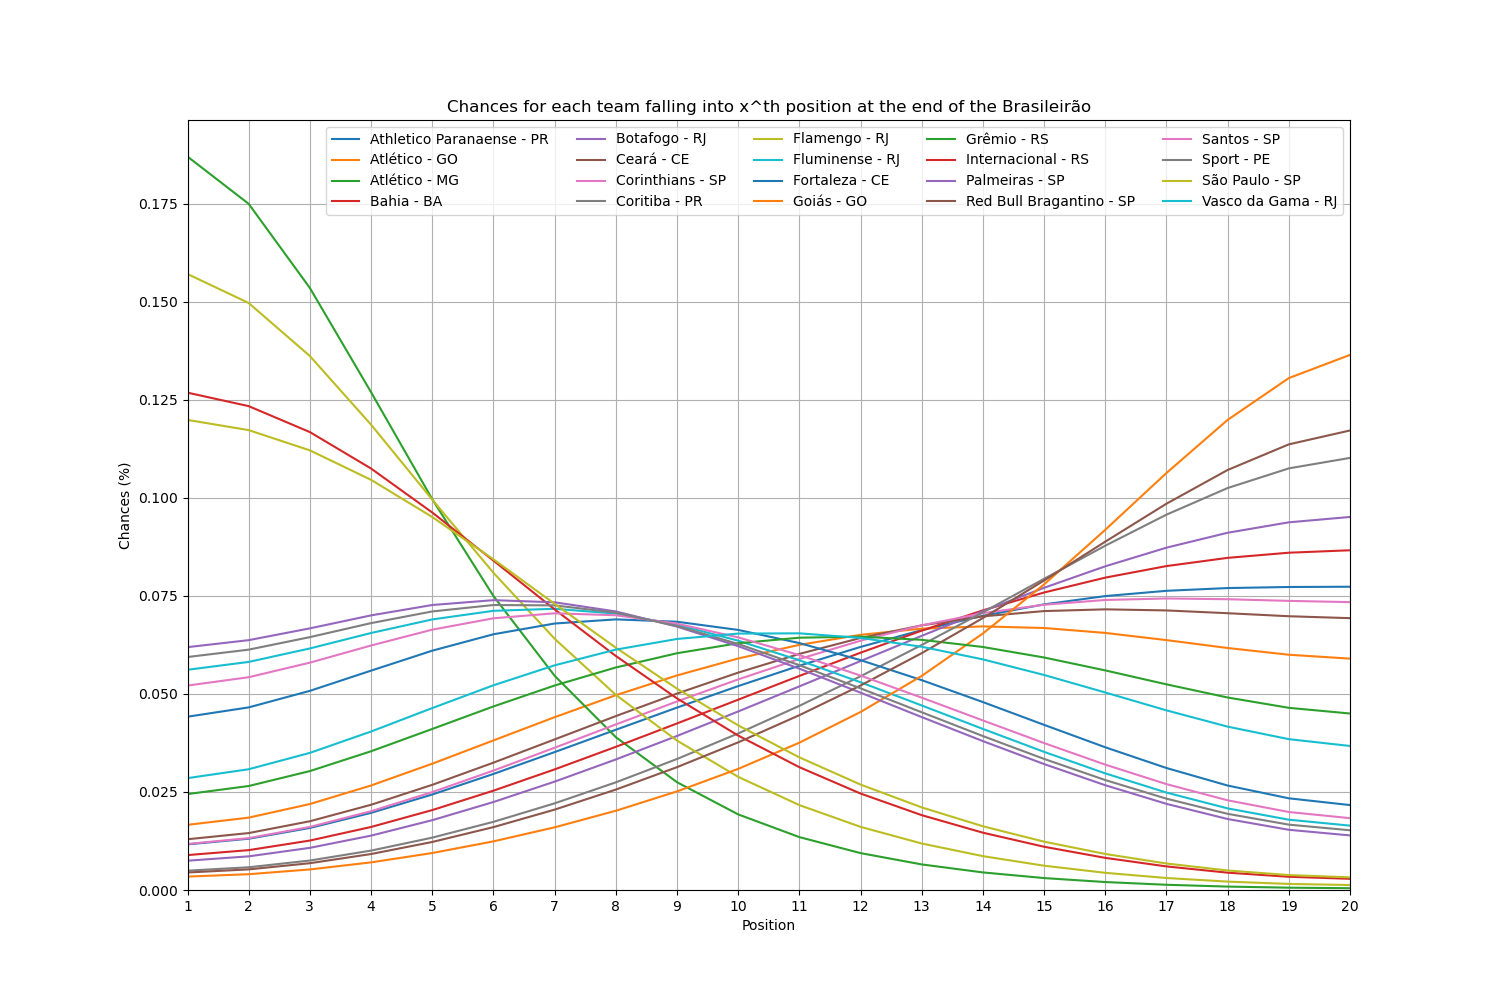 Chances for each team falling into x^th position at the end of the Brasileirão
Athletico Paranaense - PR
Atlético - GO
Atlético - MG
Bahia - BA
Botafogo - RJ
Ceará - CE
Corinthians - SP
Coritiba - PR
Flamengo - RJ
Fluminense - RJ
Fortaleza - CE
Goiás - GO
Grêmio - RS
Internacional - RS
Palmeiras - SP
Red Bull Bragantino - SP
Santos - SP
Sport - PE
São Paulo - SP
Vasco da Gama - RJ
Chances (%)
0.175
0.150
0.125
0.100
0.075
0.050
0.025
0.000
1 2 3 4 5 6 7 8 9 10 11 12 13 14 15 16 17 18 19 20
Position